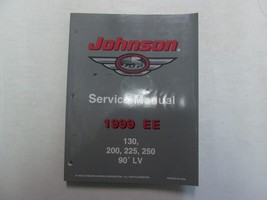 Johnson
Service Manual
1999 EE
130,
200, 225, 250
90° LV